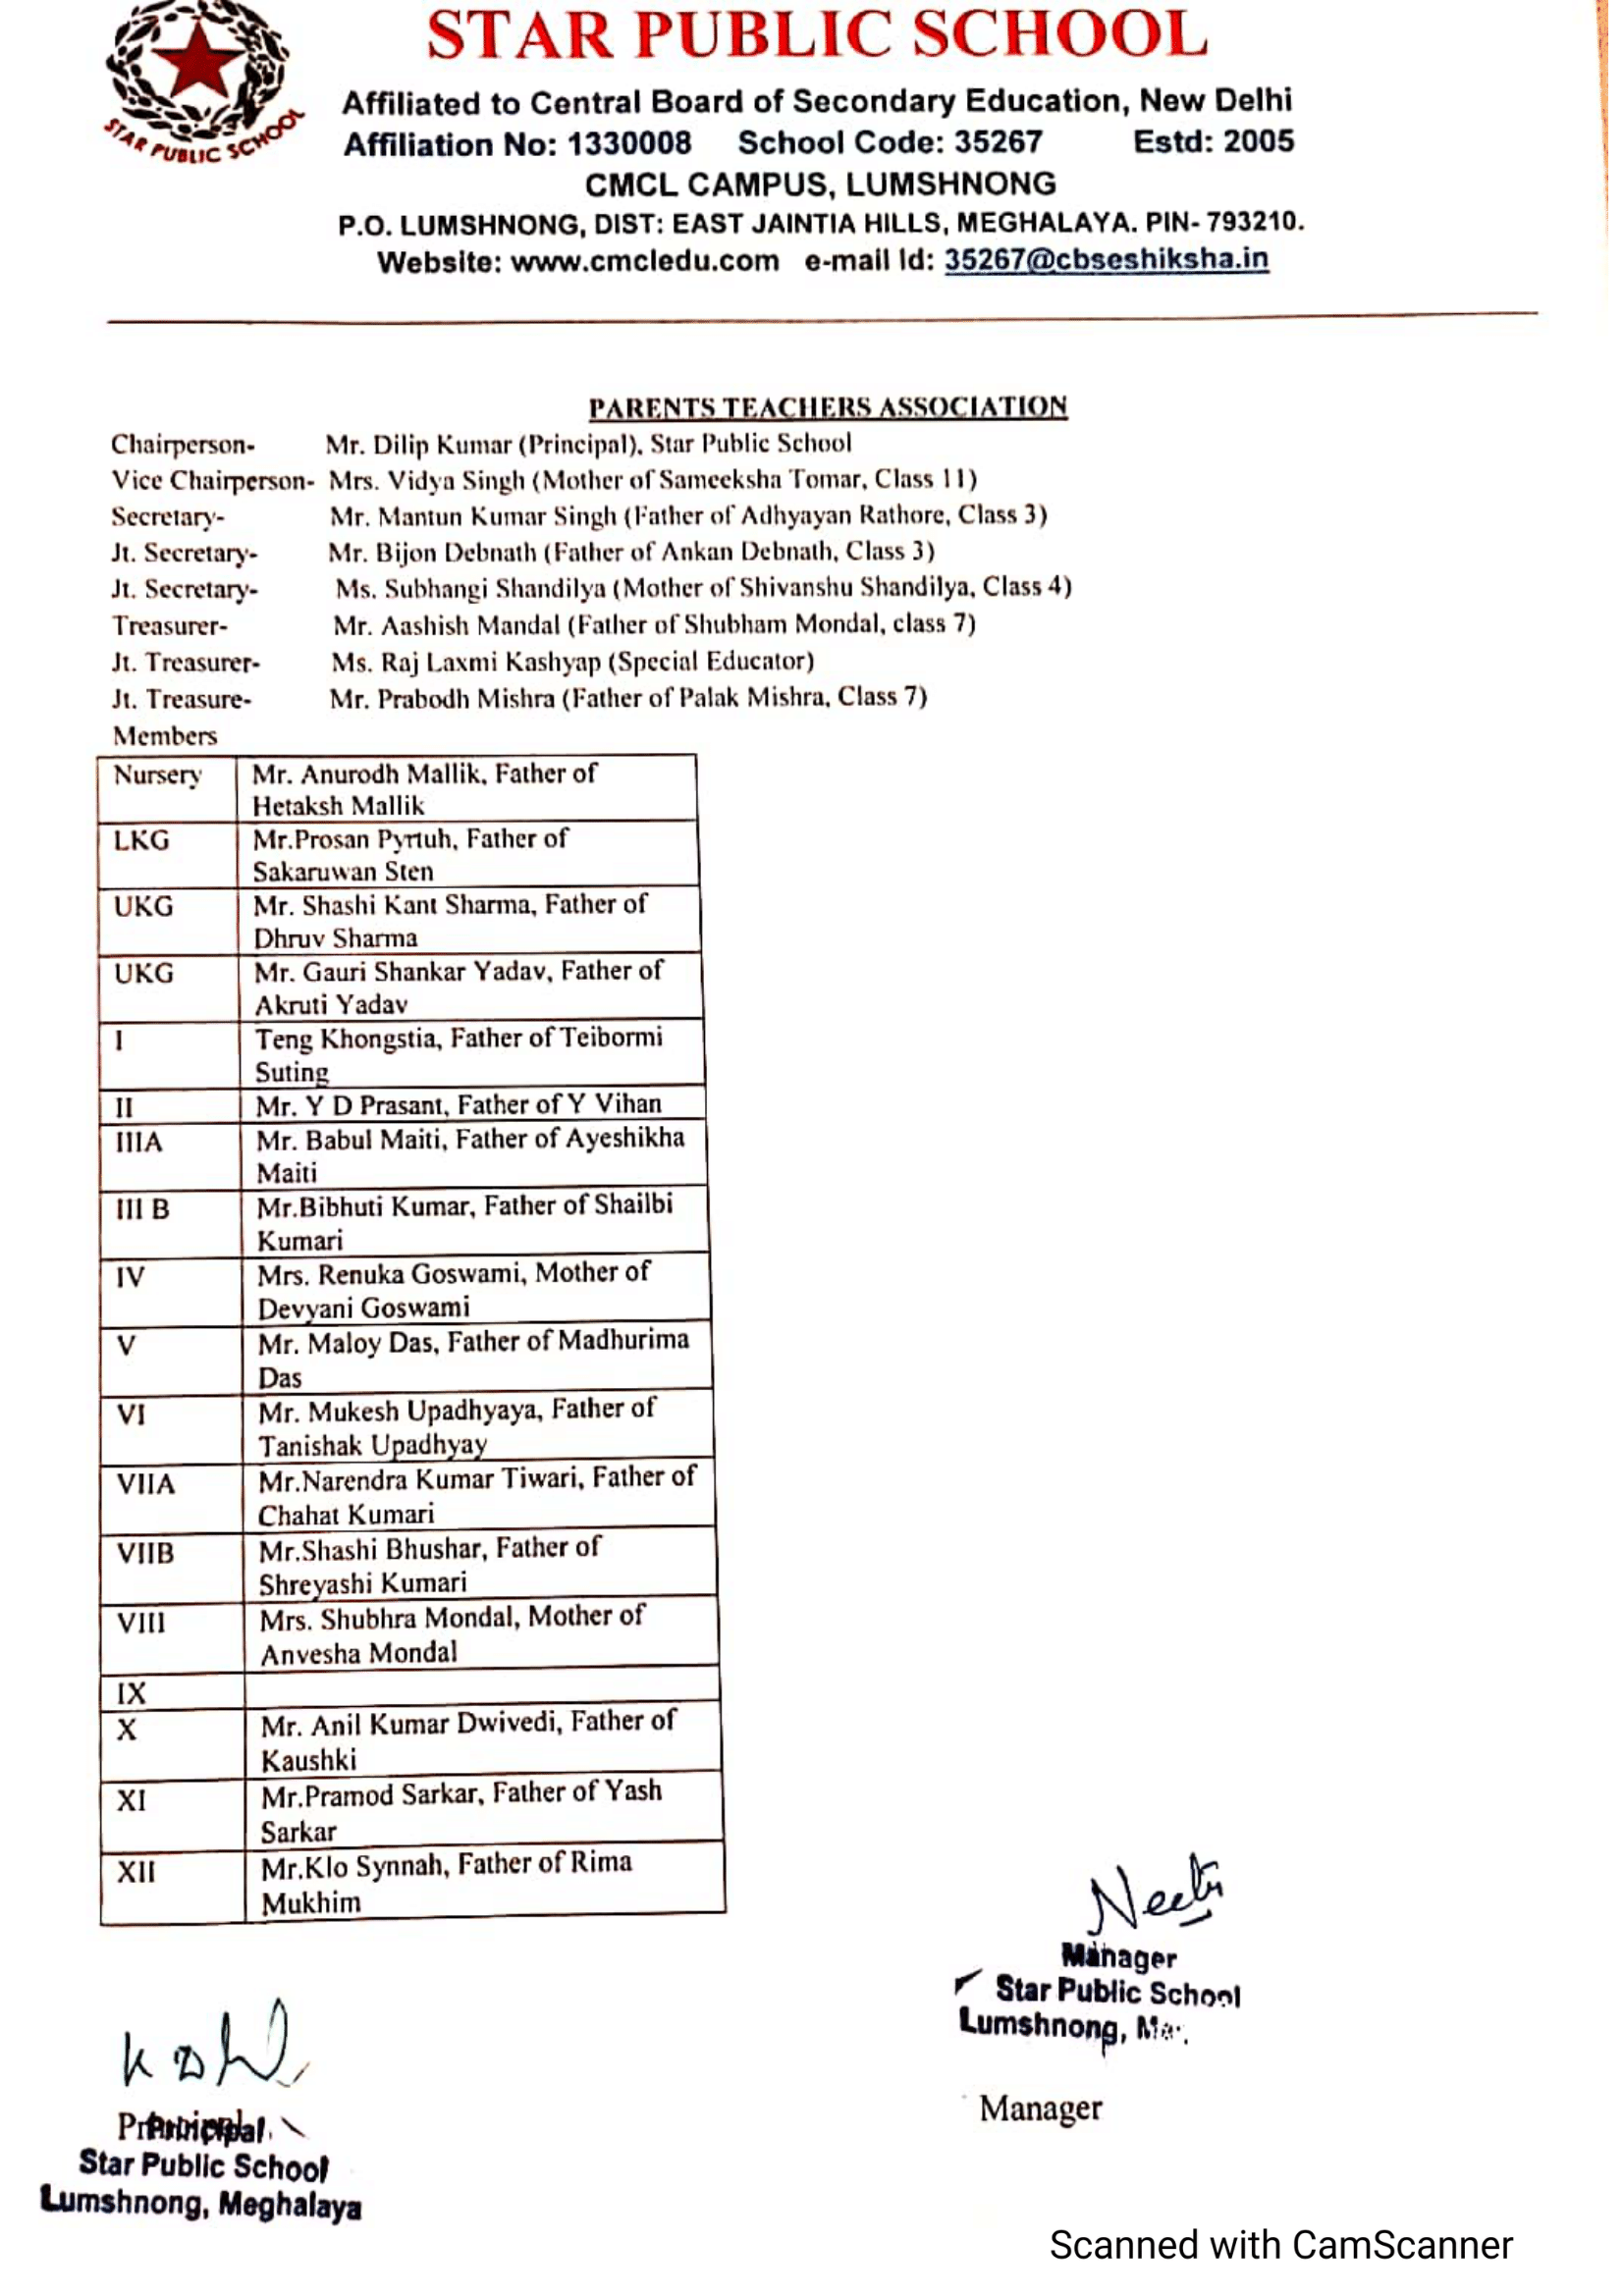 STAR PUBLIC SCHOOL
STAR PUBLIC SCHOOL
Affiliated to Central Board of Secondary Education, New Delhi
Affiliation No: 1330008 School Code: 35267 Estd: 2005
CMCL CAMPUS, LUMSHNONG
P.O. LUMSHNONG, DIST: EAST JAINTIA HILLS, MEGHALAYA. PIN- 793210.
Website: www.cmcledu.com e-mail Id: 35267@cbseshiksha.in
PARENTS TEACHERS ASSOCIATION
Chairperson- Mr. Dilip Kumar (Principal), Star Public School
Vice Chairperson- Mrs. Vidya Singh (Mother of Sameeksha Tomar, Class 11)
Secretary- Mr. Mantun Kumar Singh (Father of Adhyayan Rathore, Class 3)
Jt. Secretary- Mr. Bijon Debnath (Father of Ankan Debnath, Class 3)
Jt. Secretary- Ms. Subhangi Shandilya (Mother of Shivanshu Shandilya, Class 4)
Treasurer- Mr. Aashish Mandal (Father of Shubham Mondal, class 7)
Jt. Treasurer- Ms. Raj Laxmi Kashyap (Special Educator)
Jt. Treasure- Mr. Prabodh Mishra (Father of Palak Mishra, Class 7)
Members
Nursery Mr. Anurodh Mallik, Father of
Hetaksh Mallik
LKG Mr.Prosan Pyrtuh, Father of
Sakaruwan Sten
UKG Mr. Shashi Kant Sharma, Father of
Dhruv Sharma
UKG Mr. Gauri Shankar Yadav, Father of
Akruti Yadav
I Teng Khongstia, Father of Teibormi
Suting
II Mr. Y D Prasant, Father of Y Vihan
IIIA Mr. Babul Maiti, Father of Ayeshikha
Maiti
III B Mr.Bibhuti Kumar, Father of Shailbi
Kumari
IV Mrs. Renuka Goswami, Mother of
Devyani Goswami
V Mr. Maloy Das, Father of Madhurima
Das
VI Mr. Mukesh Upadhyaya, Father of
Tanishak Upadhyay
VIIA Mr.Narendra Kumar Tiwari, Father of
Chahat Kumari
VIIB Mr.Shashi Bhushar, Father of
Shreyashi Kumari
VIII Mrs. Shubhra Mondal, Mother of
Anvesha Mondal
IX
X Mr. Anil Kumar Dwivedi, Father of
Kaushki
XI Mr.Pramod Sarkar, Father of Yash
Sarkar
XII Mr.Klo Synnah, Father of Rima
Mukhim
Manager
Star Public School
Lumshnong,
Manager
Principal
Principal
Star Public School
Lumshnong, Meghalaya
Scanned with CamScanner